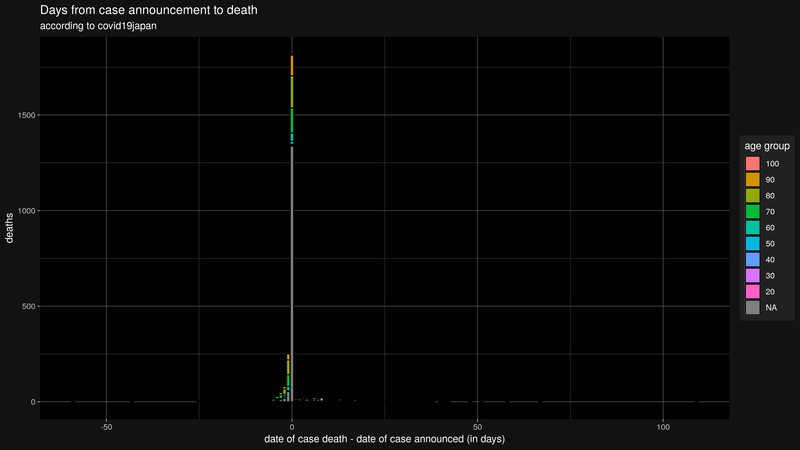 Days from case announcement to death
according to covid19japan
deaths
1500
1000
500
0
-50
0
50
100
date of case death - date of case announced (in days)
age group
100
90
80
70
60
50
40
30
20
NA